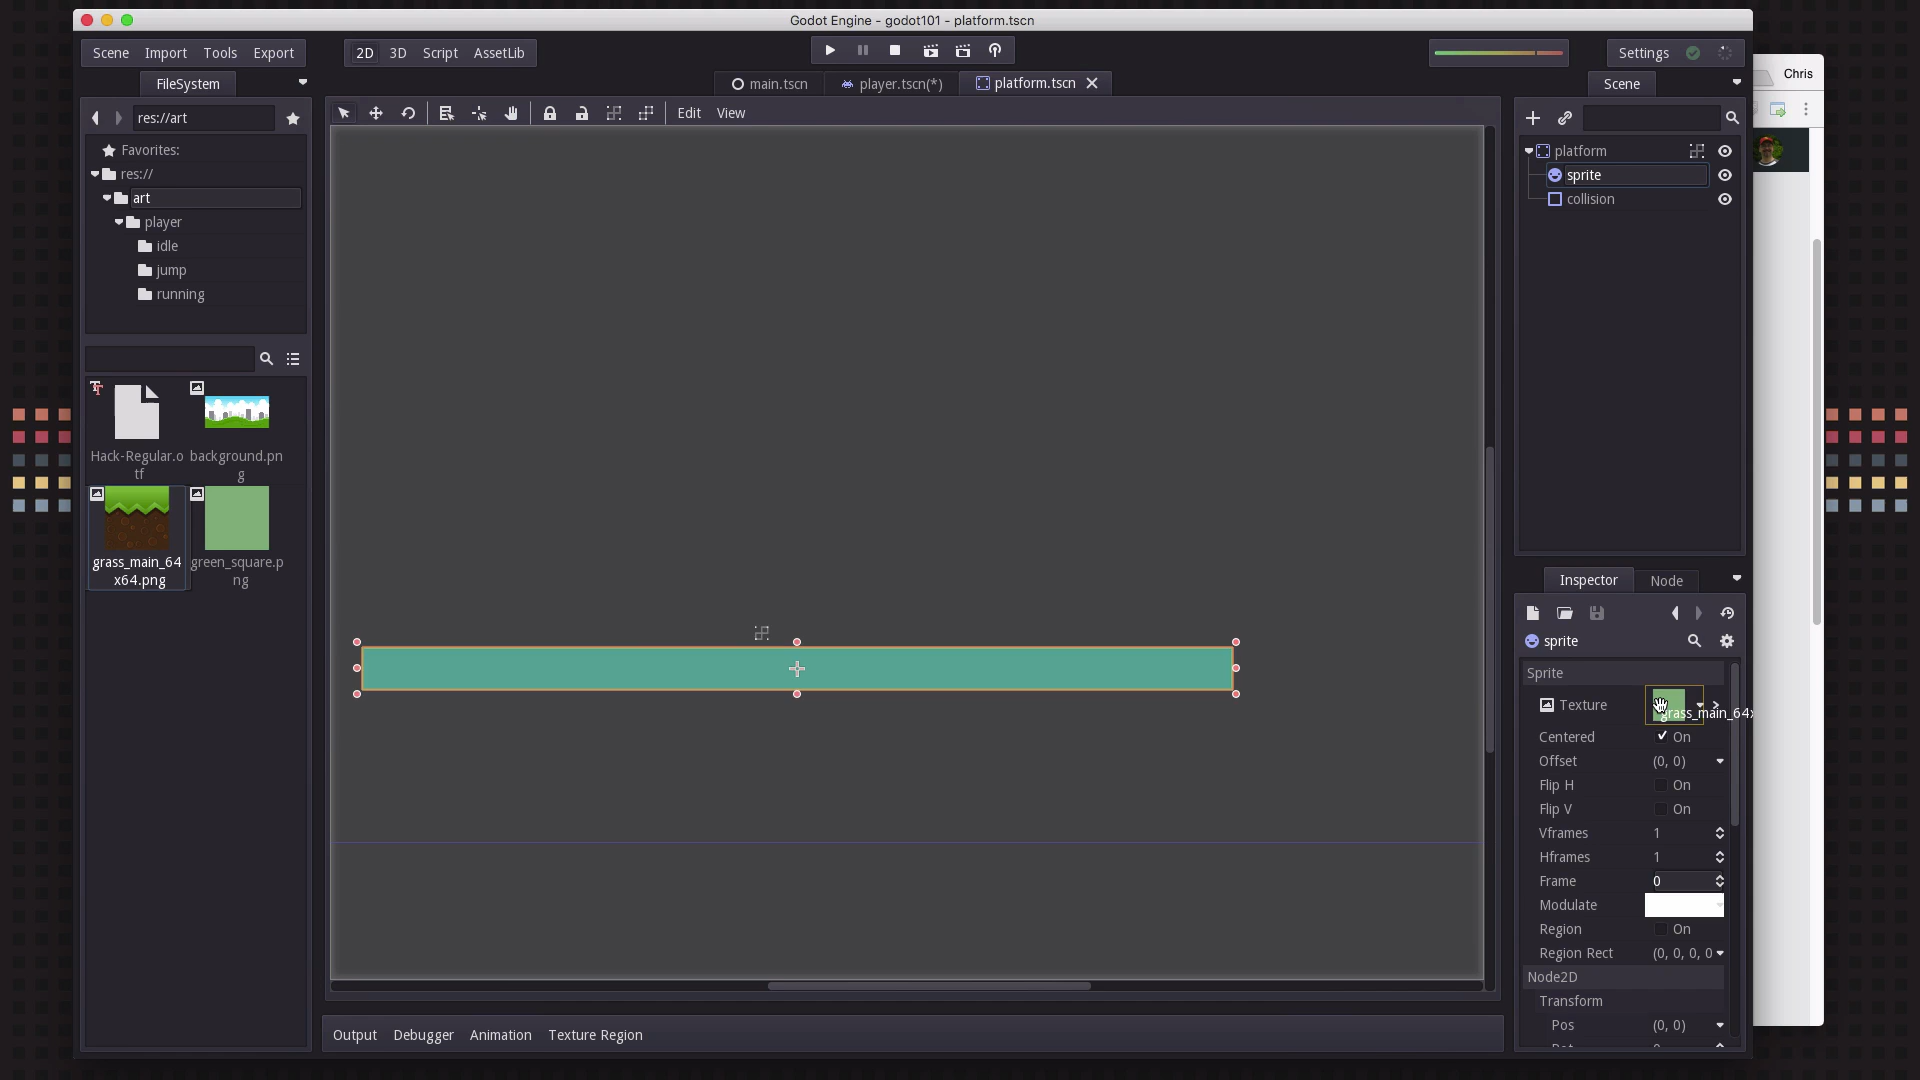 Godot Engine - godot101 - platform.tscn
Scene Import Tools Export
2D 3D Script AssetLib
Settings
FileSystem
main.tscn
player.tscn(*)
platform.tscn
Scene
Chris
res://art
Edit View
Favorites:
res://
art
player
idle
jump
running
platform
sprite
collision
Hack-Regular.o
tf
background.pn
g
grass_main_64
x64.png
green_square.p
ng
Inspector Node
sprite
Sprite
Texture
grass_main_64x
Centered On
Offset (0, 0)
Flip H On
Flip V On
Vframes 1
Hframes 1
Frame 0
Modulate
Region On
Region Rect (0, 0, 0, 0
Node2D
Transform
Pos (0, 0)
Output Debugger Animation Texture Region